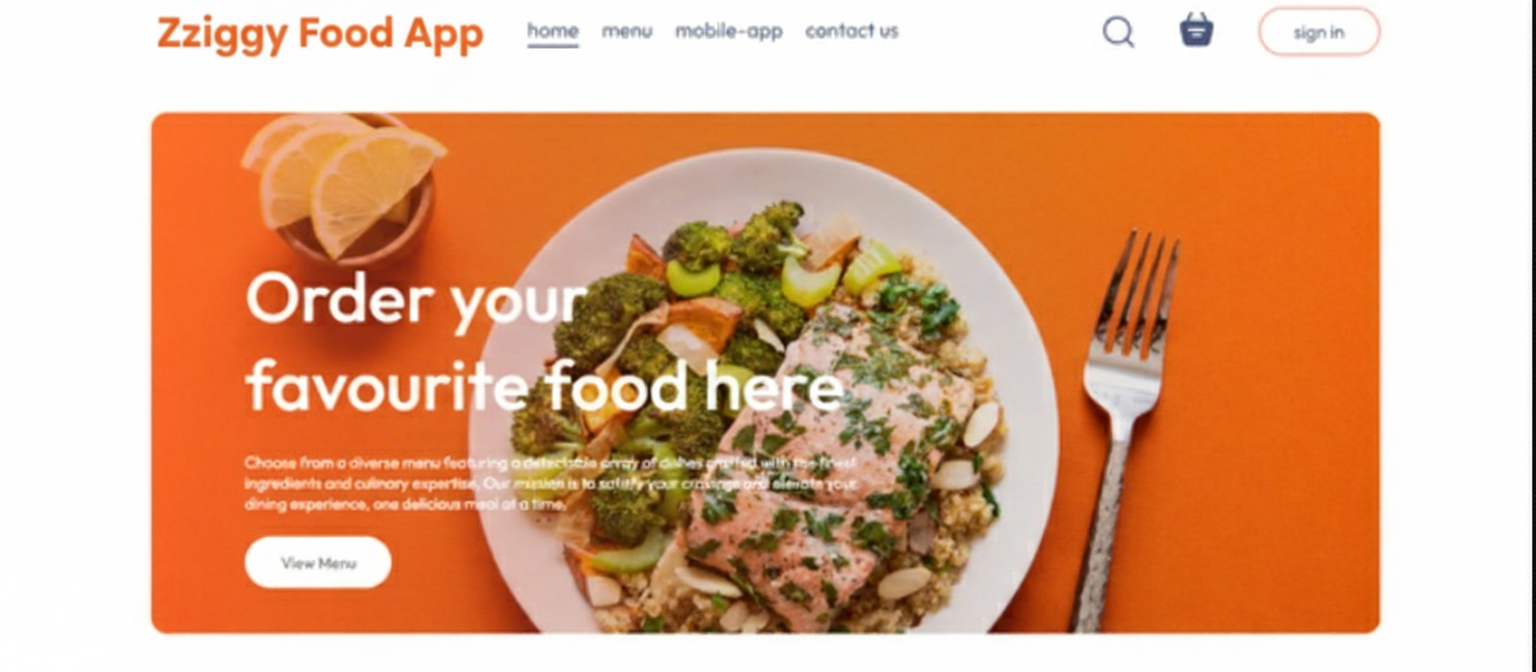 Zziggy Food App
home menu mobile-app contact us
sign in
Order your
favourite food here
Choose from a diverse menu featuring a delectable array of dishes crafted with the finest
ingredients and culinary expertise. Our mission is to satisfy your cravings and elevate your
dining experience, one delicious meal at a time.
View Menu